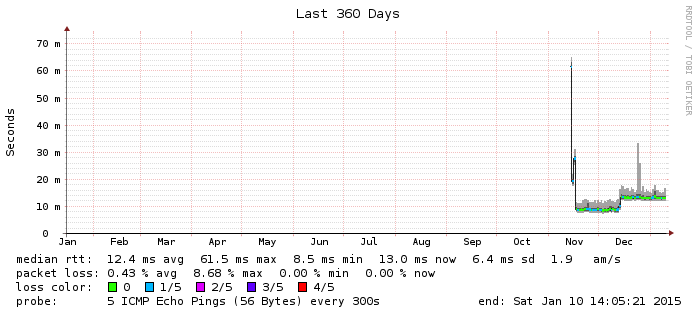 Last 360 Days
RRDTOOL / TOBI OETIKER
Seconds
70 m
60 m
50 m
40 m
30 m
20 m
10 m
0
Jan Feb Mar Apr May Jun Jul Aug Sep Oct Nov Dec
median rtt: 12.4 ms avg 61.5 ms max 8.5 ms min 13.0 ms now 6.4 ms sd 1.9 am/s
packet loss: 0.43 % avg 8.68 % max 0.00 % min 0.00 % now
loss color: 0 1/5 2/5 3/5 4/5
probe: 5 ICMP Echo Pings (56 Bytes) every 300s end: Sat Jan 10 14:05:21 2015